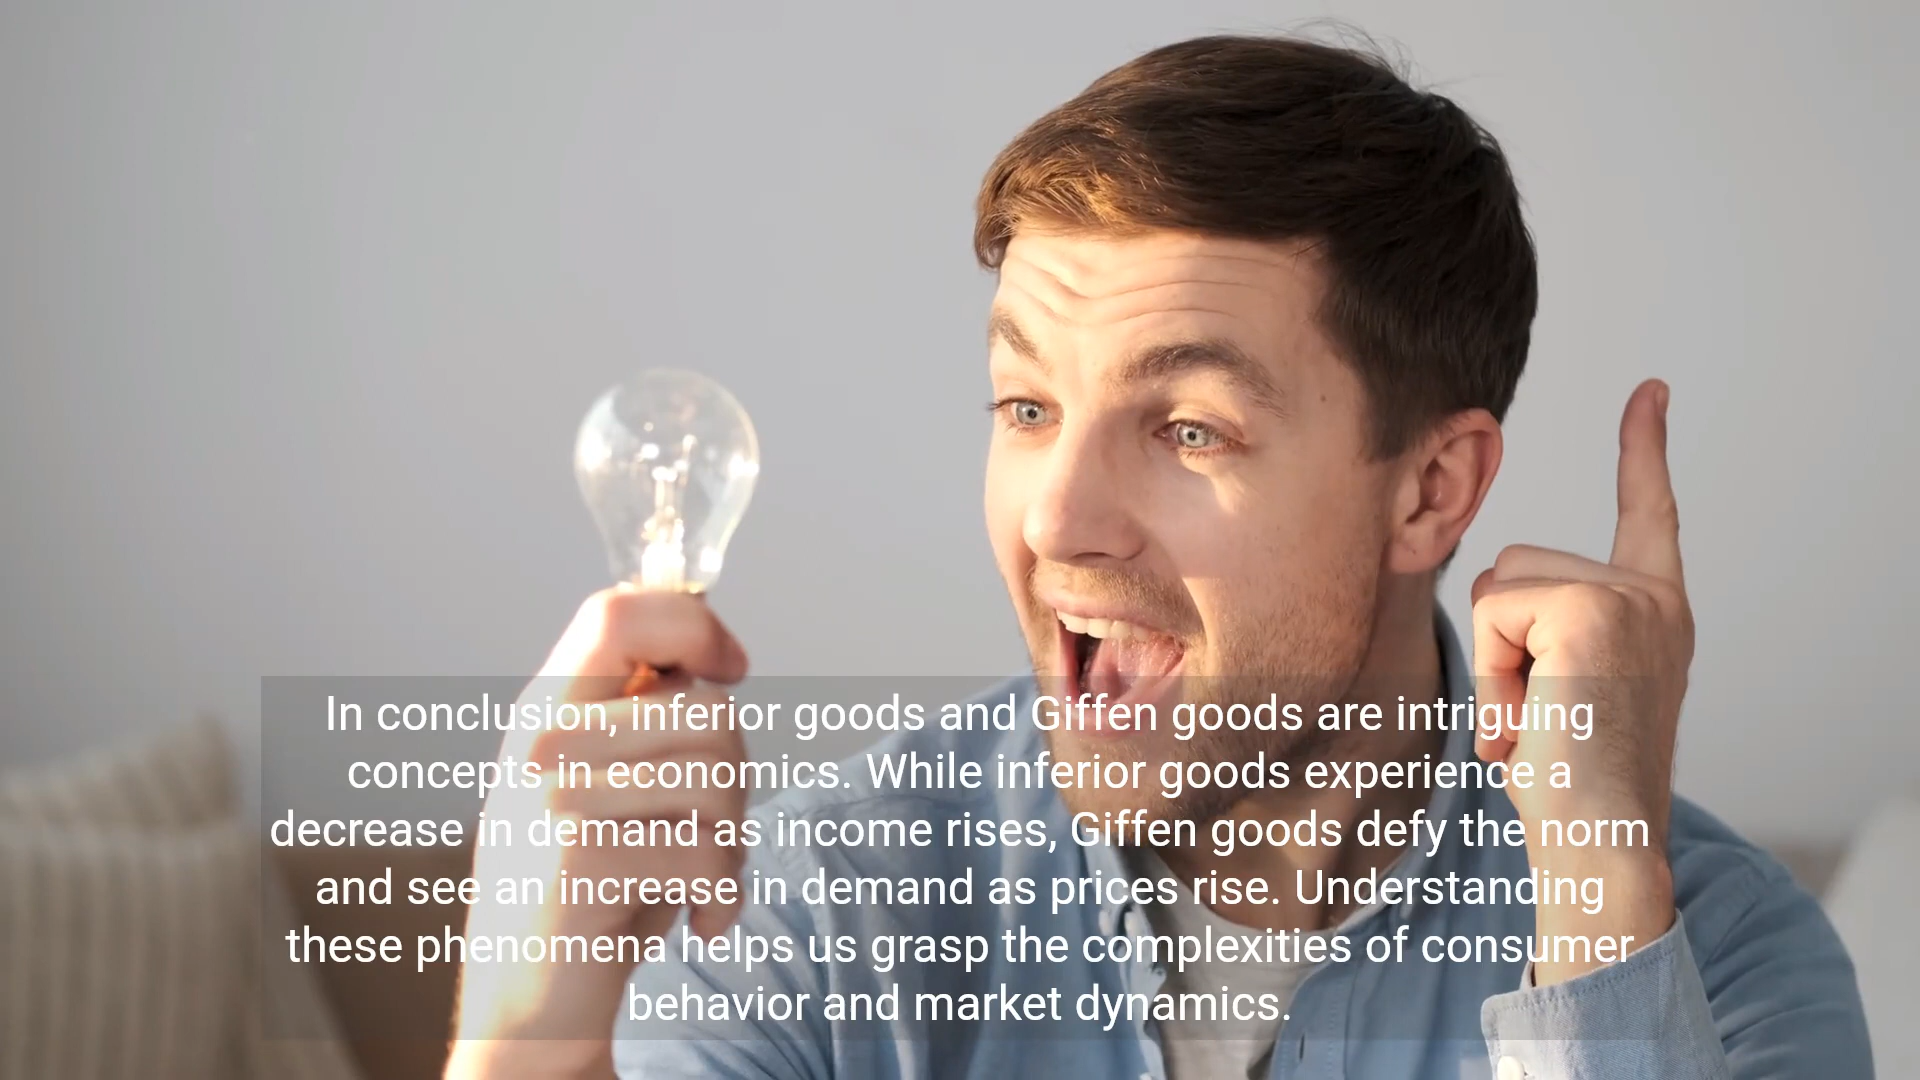 In conclusion, inferior goods and Giffen goods are intriguing
concepts in economics. While inferior goods experience a
decrease in demand as income rises, Giffen goods defy the norm
and see an increase in demand as prices rise. Understanding
these phenomena helps us grasp the complexities of consumer
behavior and market dynamics.